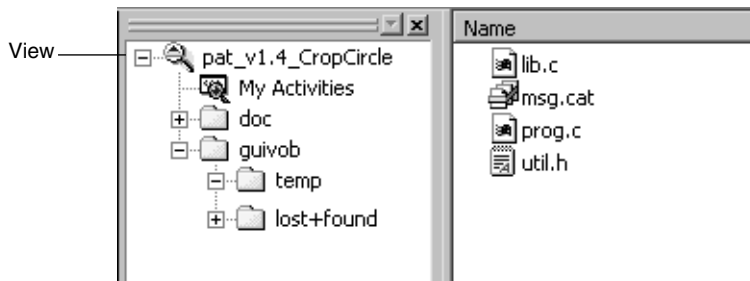 View
pat_v1.4_CropCircle
My Activities
doc
guivob
temp
lost+found
Name
lib.c
msg.cat
prog.c
util.h